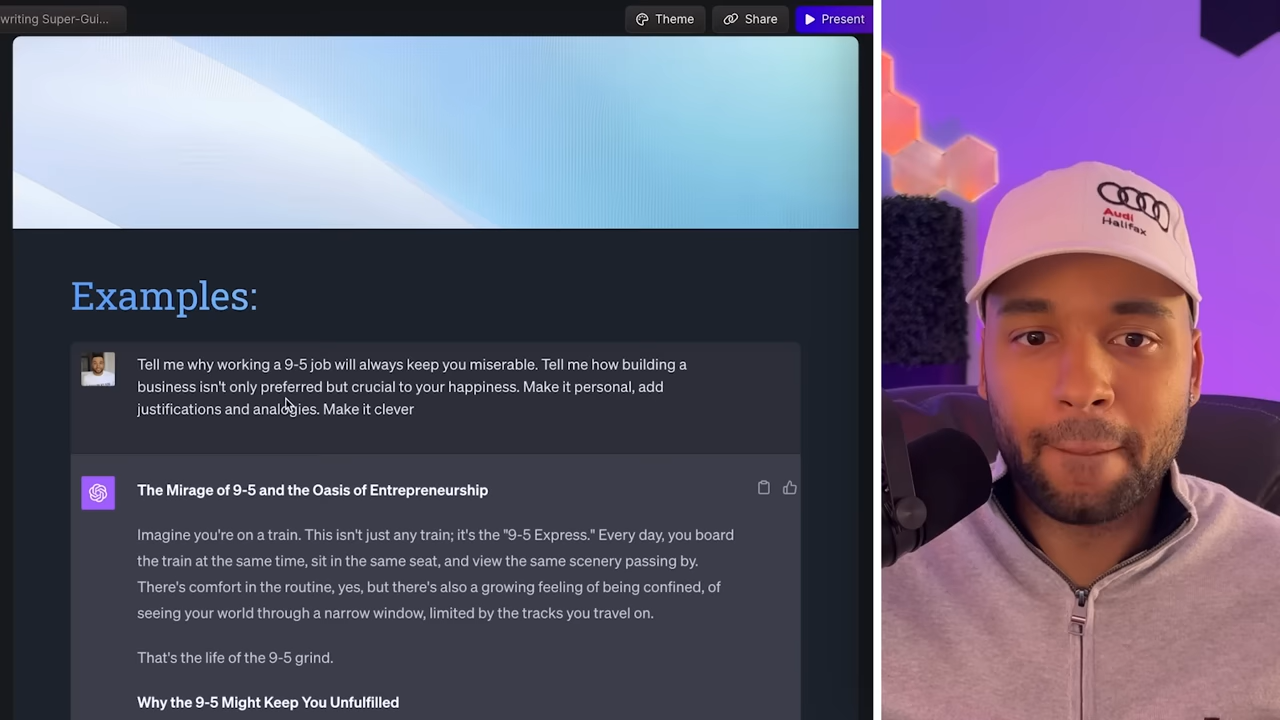 writing Super-Gui...
Theme
Share
Present
Examples:
Tell me why working a 9-5 job will always keep you miserable. Tell me how building a
business isn't only preferred but crucial to your happiness. Make it personal, add
justifications and analogies. Make it clever
The Mirage of 9-5 and the Oasis of Entrepreneurship
Imagine you're on a train. This isn't just any train; it's the "9-5 Express." Every day, you board
the train at the same time, sit in the same seat, and view the same scenery passing by.
There's comfort in the routine, yes, but there's also a growing feeling of being confined, of
seeing your world through a narrow window, limited by the tracks you travel on.
That's the life of the 9-5 grind.
Why the 9-5 Might Keep You Unfulfilled
Audi
Halifax